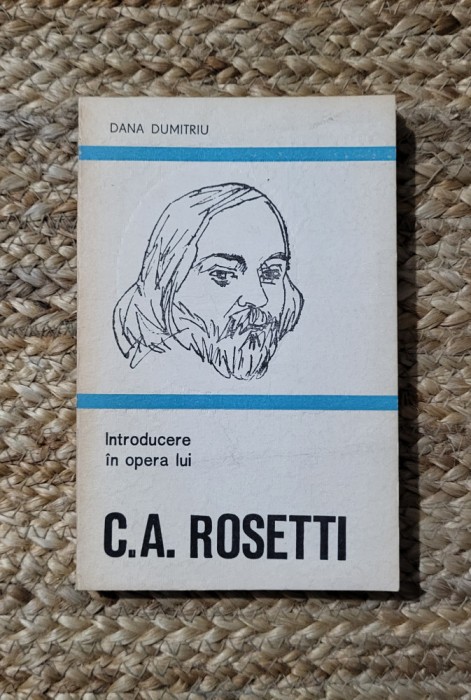 DANA DUMITRIU
Introducere
în opera lui
C.A. ROSETTI